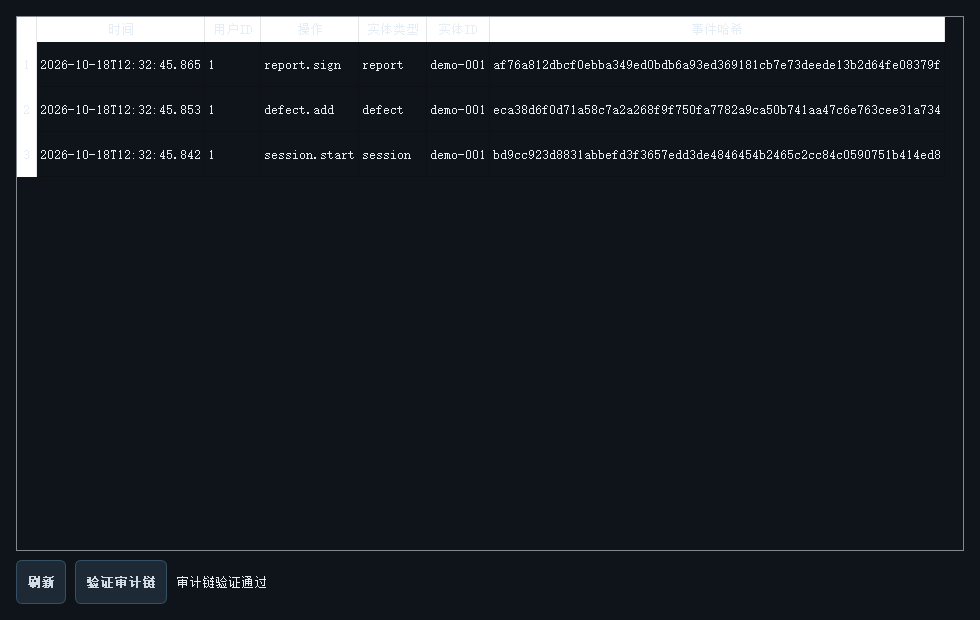 时间 用户ID 操作 实体类型 实体ID 事件哈希
1 2026-10-18T12:32:45.865 1 report.sign report demo-001 af76a812dbcf0ebba349ed0bdb6a93ed369181cb7e73deede13b2d64fe08379f
2 2026-10-18T12:32:45.853 1 defect.add defect demo-001 eca38d6f0d71a58c7a2a268f9f750fa7782a9ca50b741aa47c6e763cee31a734
3 2026-10-18T12:32:45.842 1 session.start session demo-001 bd9cc923d8831abbefd3f3657edd3de4846454b2465c2cc84c0590751b414ed8
刷新 验证审计链 审计链验证通过